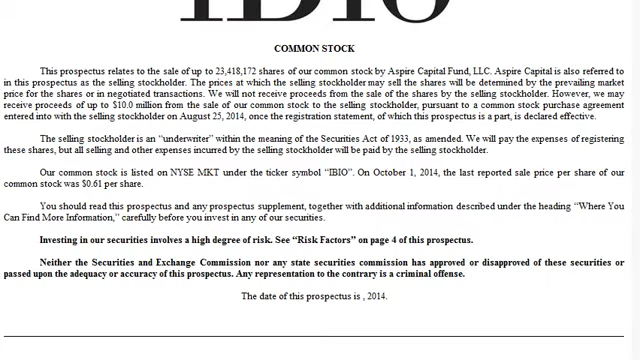 IBIO
COMMON STOCK
This prospectus relates to the sale of up to 23,418,172 shares of our common stock by Aspire Capital Fund, LLC. Aspire Capital is also referred to
in this prospectus as the selling stockholder. The prices at which the selling stockholder may sell the shares will be determined by the prevailing market
price for the shares or in negotiated transactions. We will not receive proceeds from the sale of the shares by the selling stockholder. However, we may
receive proceeds of up to $10.0 million from the sale of our common stock to the selling stockholder, pursuant to a common stock purchase agreement
entered into with the selling stockholder on August 25, 2014, once the registration statement, of which this prospectus is a part, is declared effective.
The selling stockholder is an “underwriter” within the meaning of the Securities Act of 1933, as amended. We will pay the expenses of registering
these shares, but all selling and other expenses incurred by the selling stockholder will be paid by the selling stockholder.
Our common stock is listed on NYSE MKT under the ticker symbol “IBIO”. On October 1, 2014, the last reported sale price per share of our
common stock was $0.61 per share.
You should read this prospectus and any prospectus supplement, together with additional information described under the heading “Where You
Can Find More Information,” carefully before you invest in any of our securities.
Investing in our securities involves a high degree of risk. See “Risk Factors” on page 4 of this prospectus.
Neither the Securities and Exchange Commission nor any state securities commission has approved or disapproved of these securities or
passed upon the adequacy or accuracy of this prospectus. Any representation to the contrary is a criminal offense.
The date of this prospectus is , 2014.